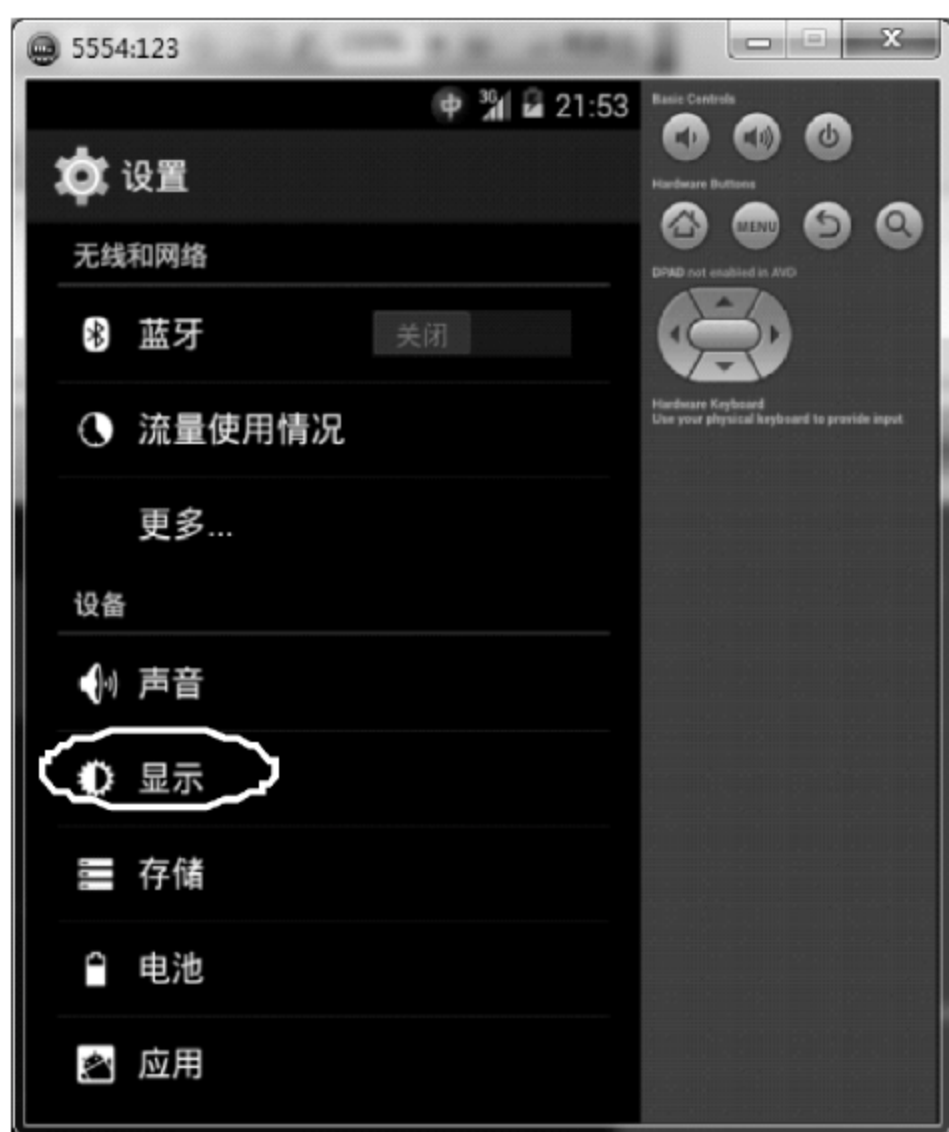 5554:123
中 3G 21:53
设置
无线和网络
蓝牙 关闭
流量使用情况
更多...
设备
声音
显示
存储
电池
应用
Basic Controls
Hardware Buttons
MENU
DPAD not enabled in AVD
Hardware Keyboard
Use your physical keyboard to provide input